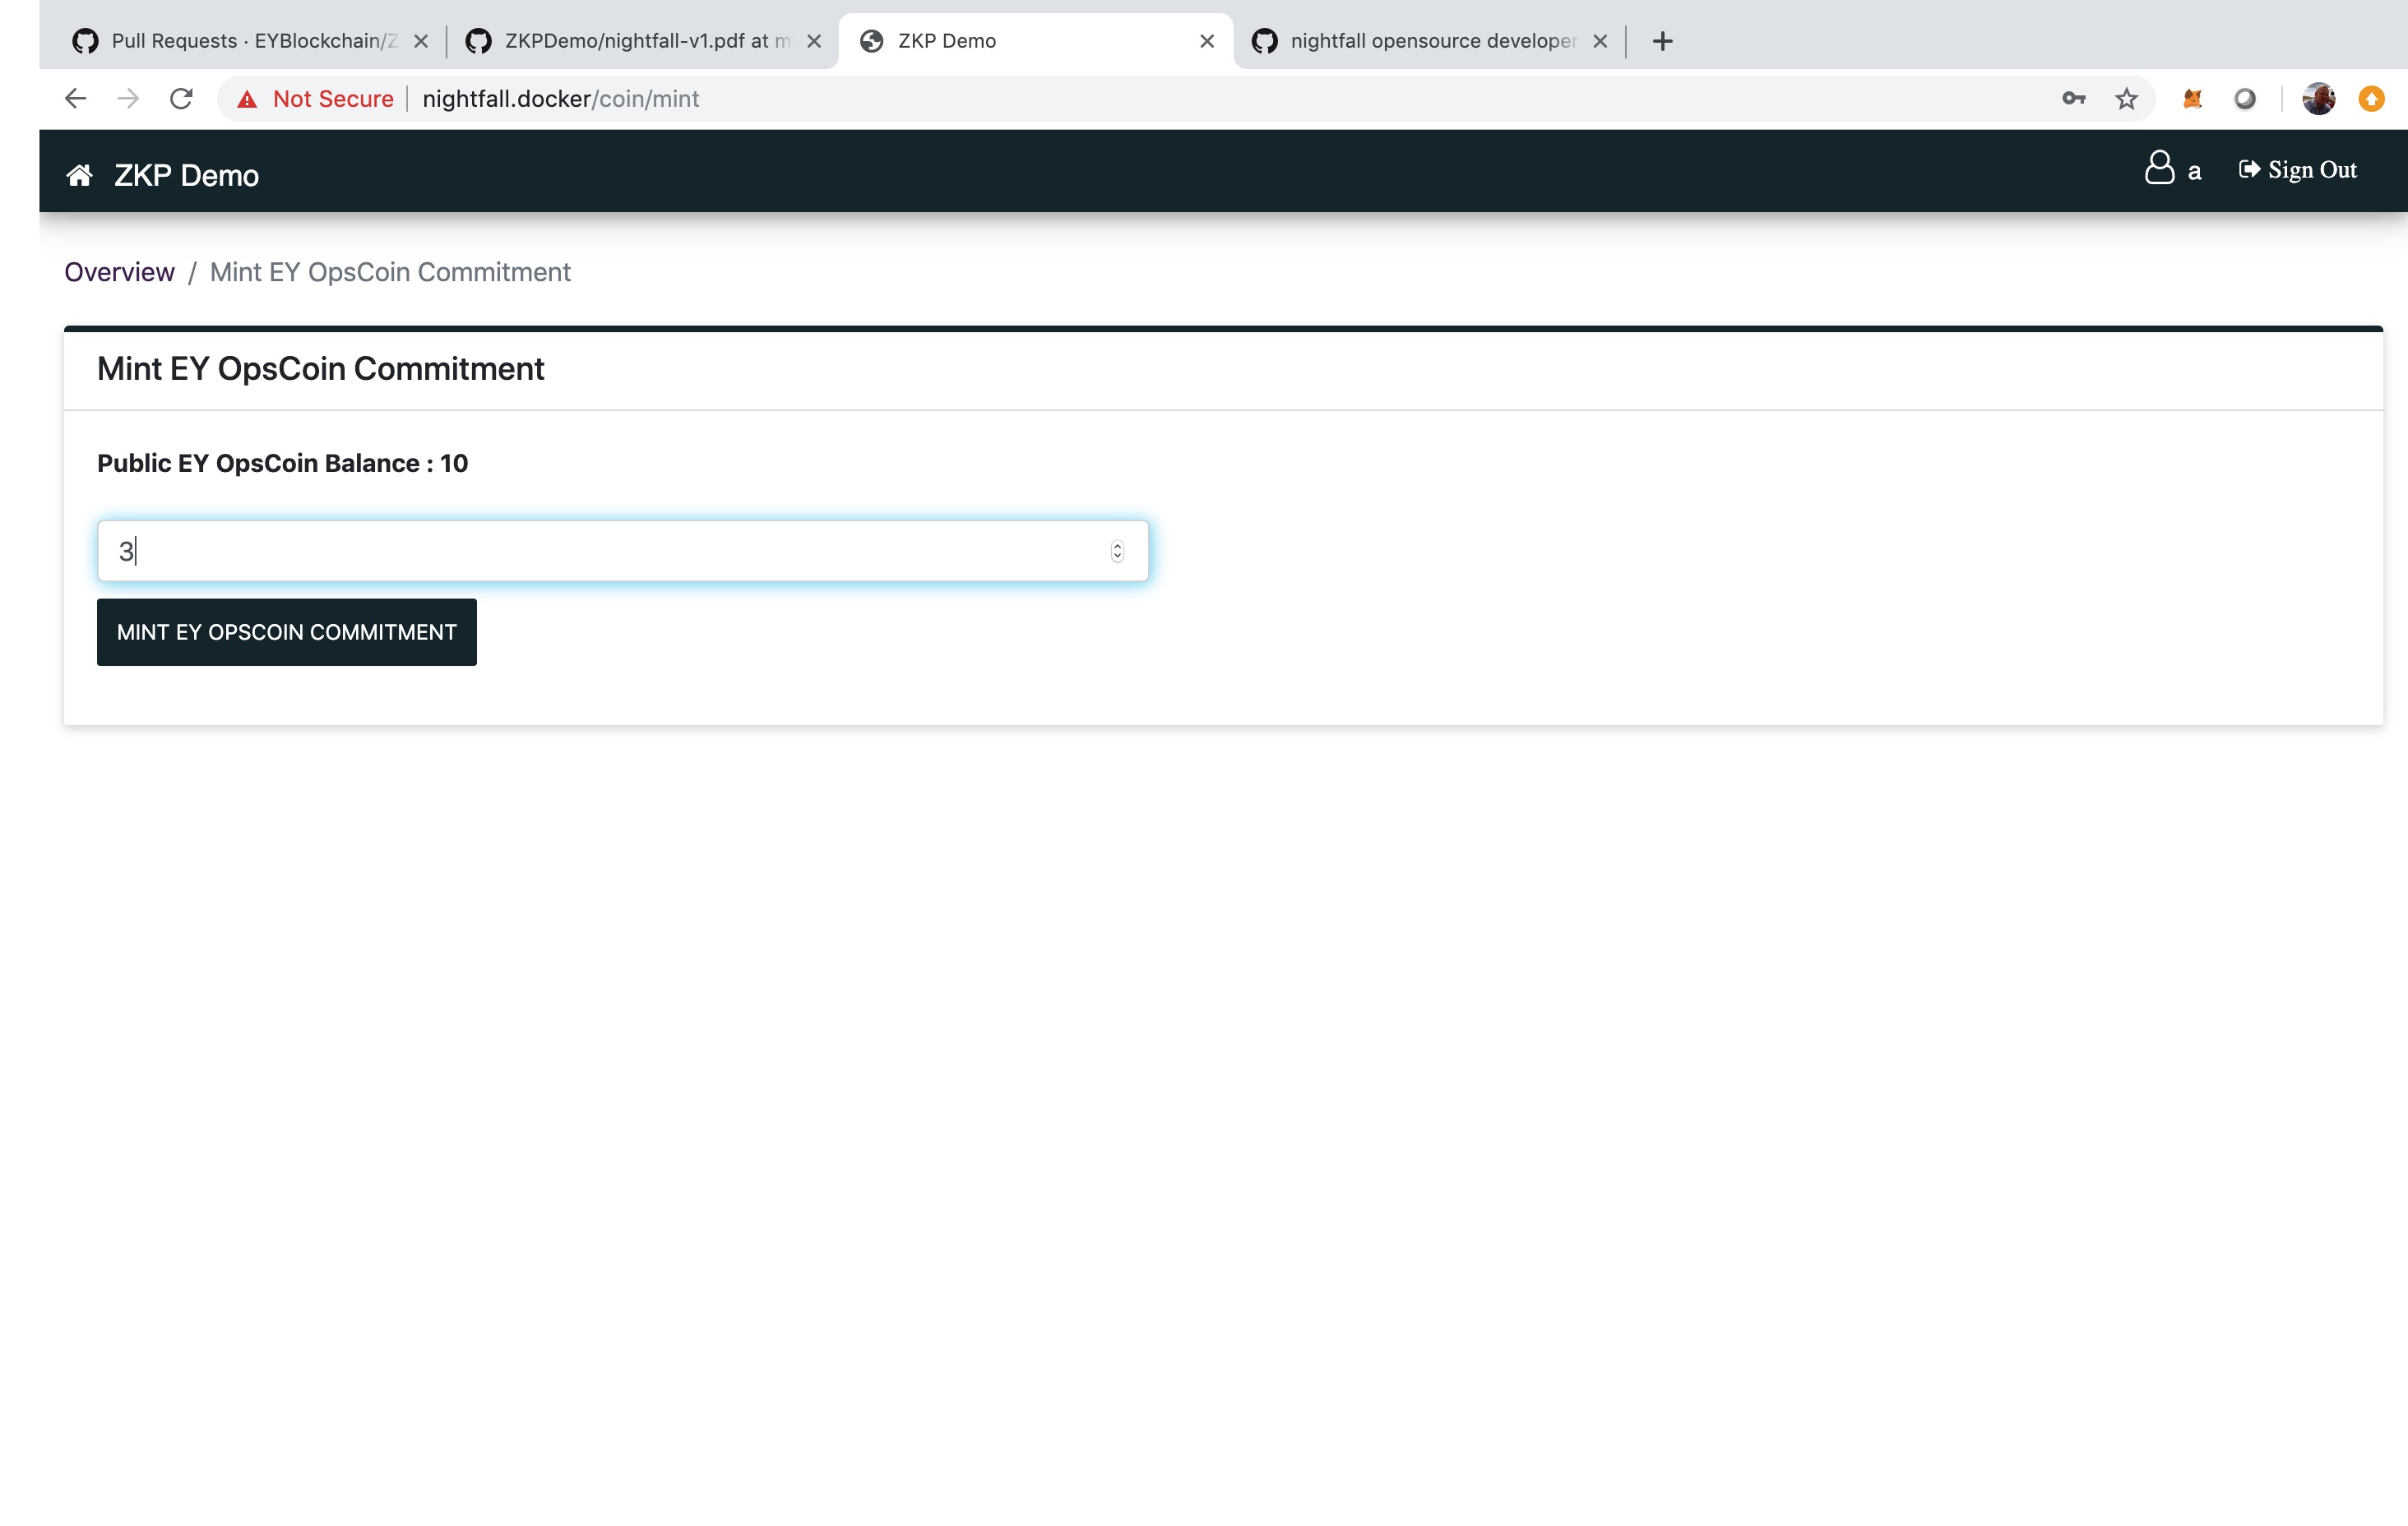 Pull Requests · EYBlockchain/Z
ZKPDemo/nightfall-v1.pdf at m
ZKP Demo
nightfall opensource developer
Not Secure
nightfall.docker/coin/mint
ZKP Demo
a
Sign Out
Overview / Mint EY OpsCoin Commitment
Mint EY OpsCoin Commitment
Public EY OpsCoin Balance : 10
3
MINT EY OPSCOIN COMMITMENT